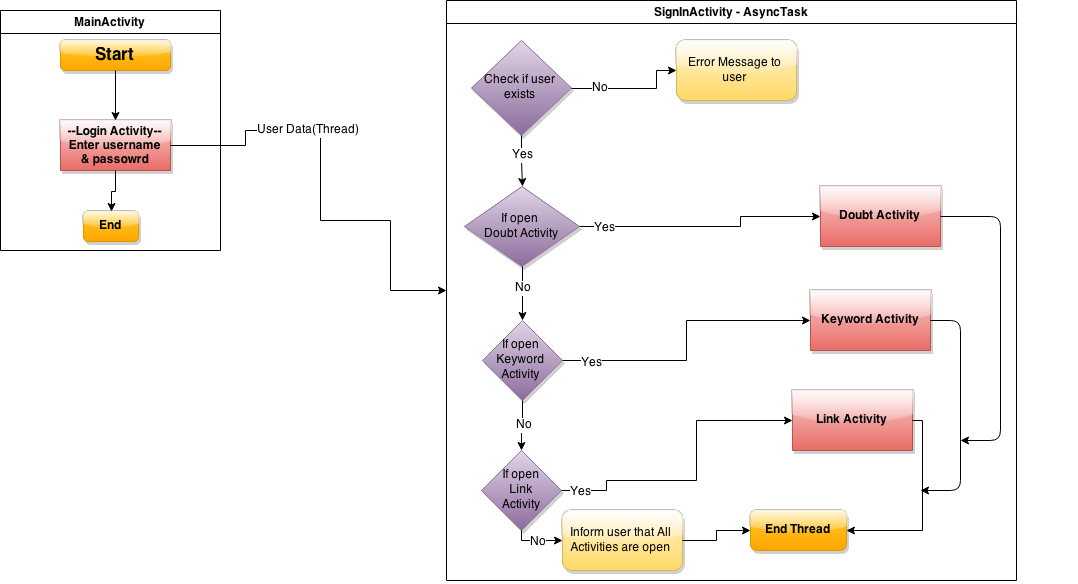 MainActivity
Start
--Login Activity--
Enter username
& passowrd
End
User Data(Thread)
SignInActivity - AsyncTask
Check if user
exists
No
Error Message to
user
Yes
If open
Doubt Activity
Yes
Doubt Activity
No
If open
Keyword
Activity
Yes
Keyword Activity
No
If open
Link
Activity
Yes
Link Activity
No
Inform user that All
Activities are open
End Thread